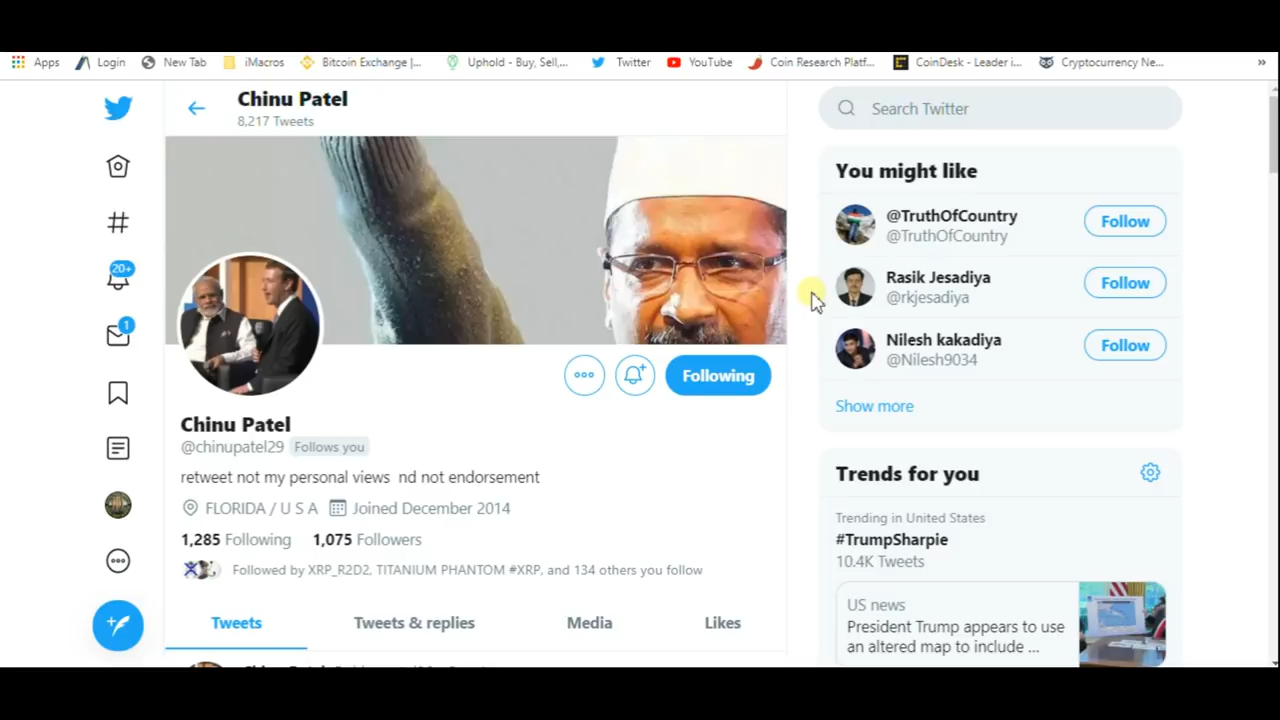 Apps
Login
New Tab
iMacros
Bitcoin Exchange |...
Uphold - Buy, Sell,...
Twitter
YouTube
Coin Research Platf...
CoinDesk - Leader i...
Cryptocurrency Ne...
»
Chinu Patel
8,217 Tweets
Search Twitter
20+
1
Following
Chinu Patel
@chinupatel29 Follows you
retweet not my personal views nd not endorsement
FLORIDA / U S A Joined December 2014
1,285 Following 1,075 Followers
Followed by XRP_R2D2, TITANIUM PHANTOM #XRP, and 134 others you follow
Tweets Tweets & replies Media Likes
You might like
@TruthOfCountry
@TruthOfCountry
Follow
Rasik Jesadiya
@rkjesadiya
Follow
Nilesh kakadiya
@Nilesh9034
Follow
Show more
Trends for you
Trending in United States
#TrumpSharpie
10.4K Tweets
US news
President Trump appears to use
an altered map to include ...